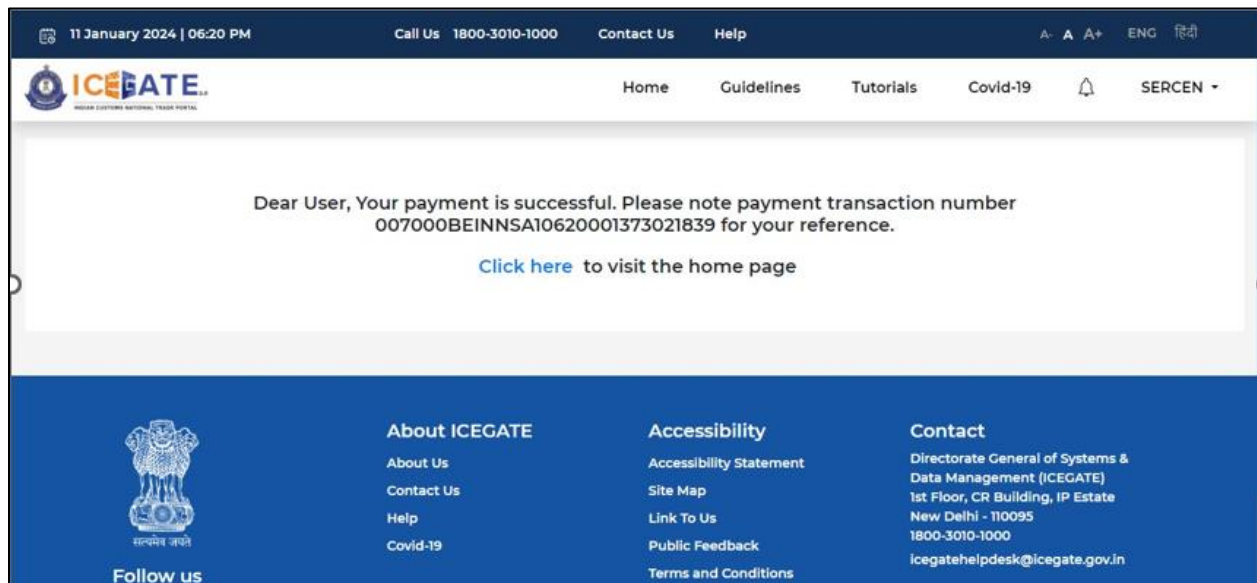 11 January 2024 | 06:20 PM
Call Us 1800-3010-1000
Contact Us
Help
A- A A+
ENG हिंदी
ICEGATE
INDIAN CUSTOMS NATIONAL TRADE PORTAL
Home
Guidelines
Tutorials
Covid-19
SERCEN
Dear User, Your payment is successful. Please note payment transaction number
007000BEINNSA10620001373021839 for your reference.
Click here to visit the home page
सत्यमेव जयते
Follow us
About ICEGATE
About Us
Contact Us
Help
Covid-19
Accessibility
Accessibility Statement
Site Map
Link To Us
Public Feedback
Terms and Conditions
Contact
Directorate General of Systems &
Data Management (ICEGATE)
1st Floor, CR Building, IP Estate
New Delhi - 110095
1800-3010-1000
icegatehelpdesk@icegate.gov.in